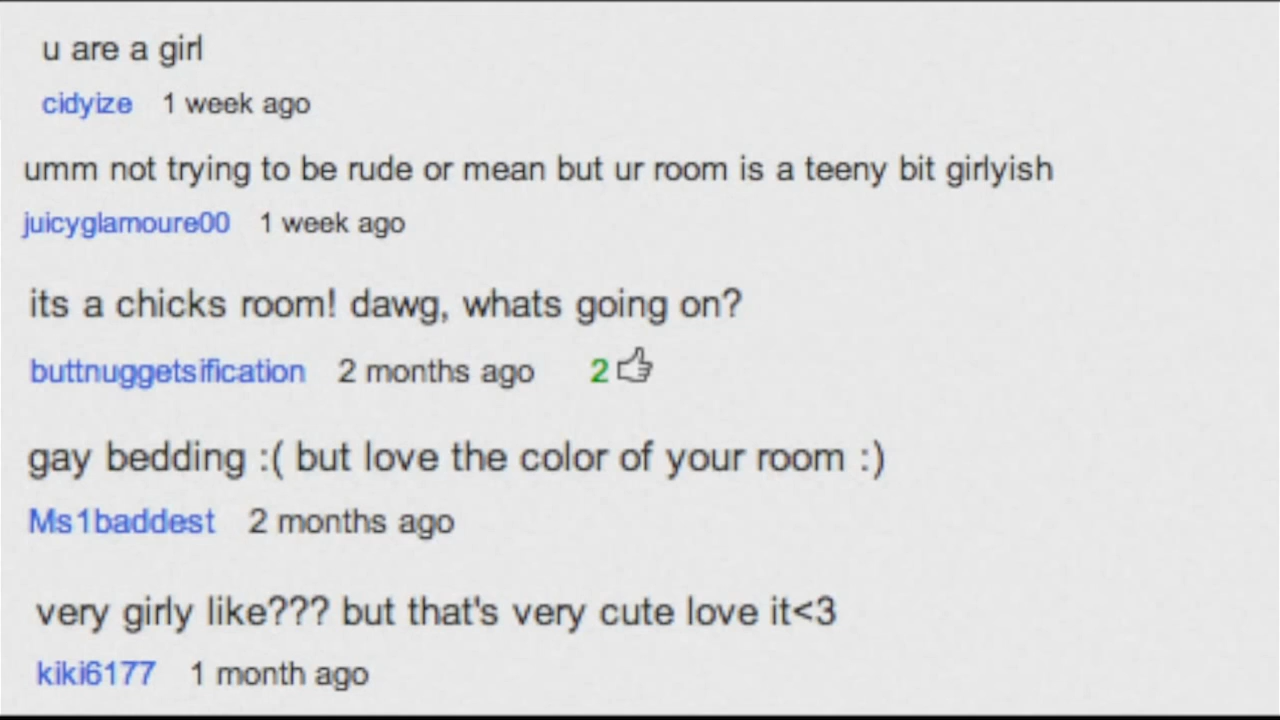 u are a girl
cidyize 1 week ago
umm not trying to be rude or mean but ur room is a teeny bit girlyish
juicyglamoure00 1 week ago
its a chicks room! dawg, whats going on?
buttnuggetsification 2 months ago 2
gay bedding :( but love the color of your room :)
Ms1baddest 2 months ago
very girly like??? but that's very cute love it<3
kiki6177 1 month ago